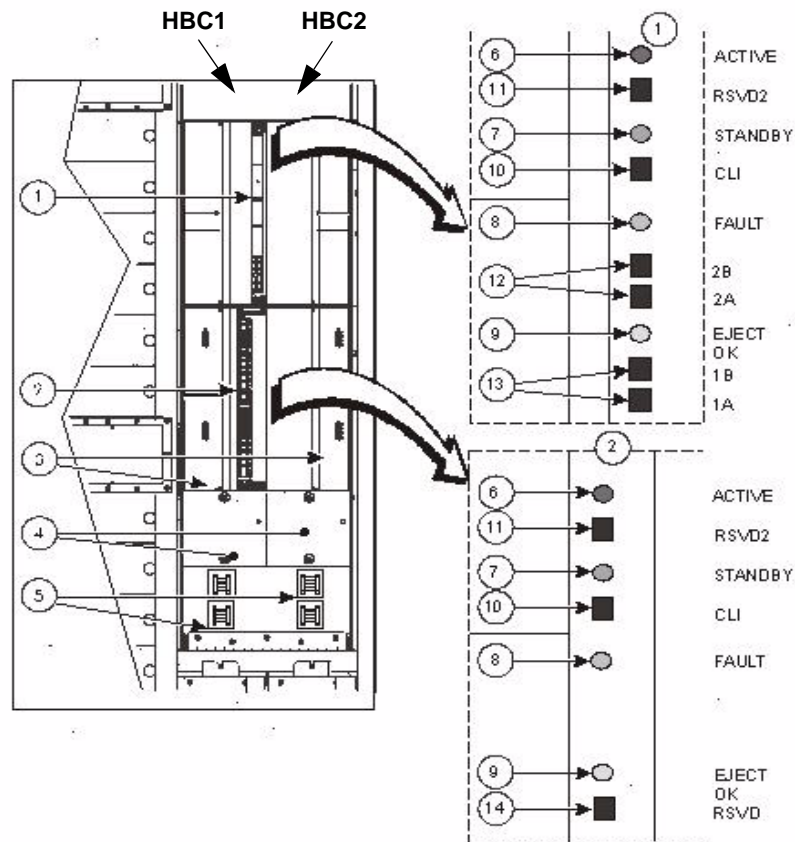 HBC1 HBC2
1
6 ACTIVE
11 RSVD2
7 STANDBY
10 CLI
8 FAULT
12 2B
2A
9 EJECT
OK
13 1B
1A
1
2
3
4
5
2
6 ACTIVE
11 RSVD2
7 STANDBY
10 CLI
8 FAULT
9 EJECT
OK
14 RSVD